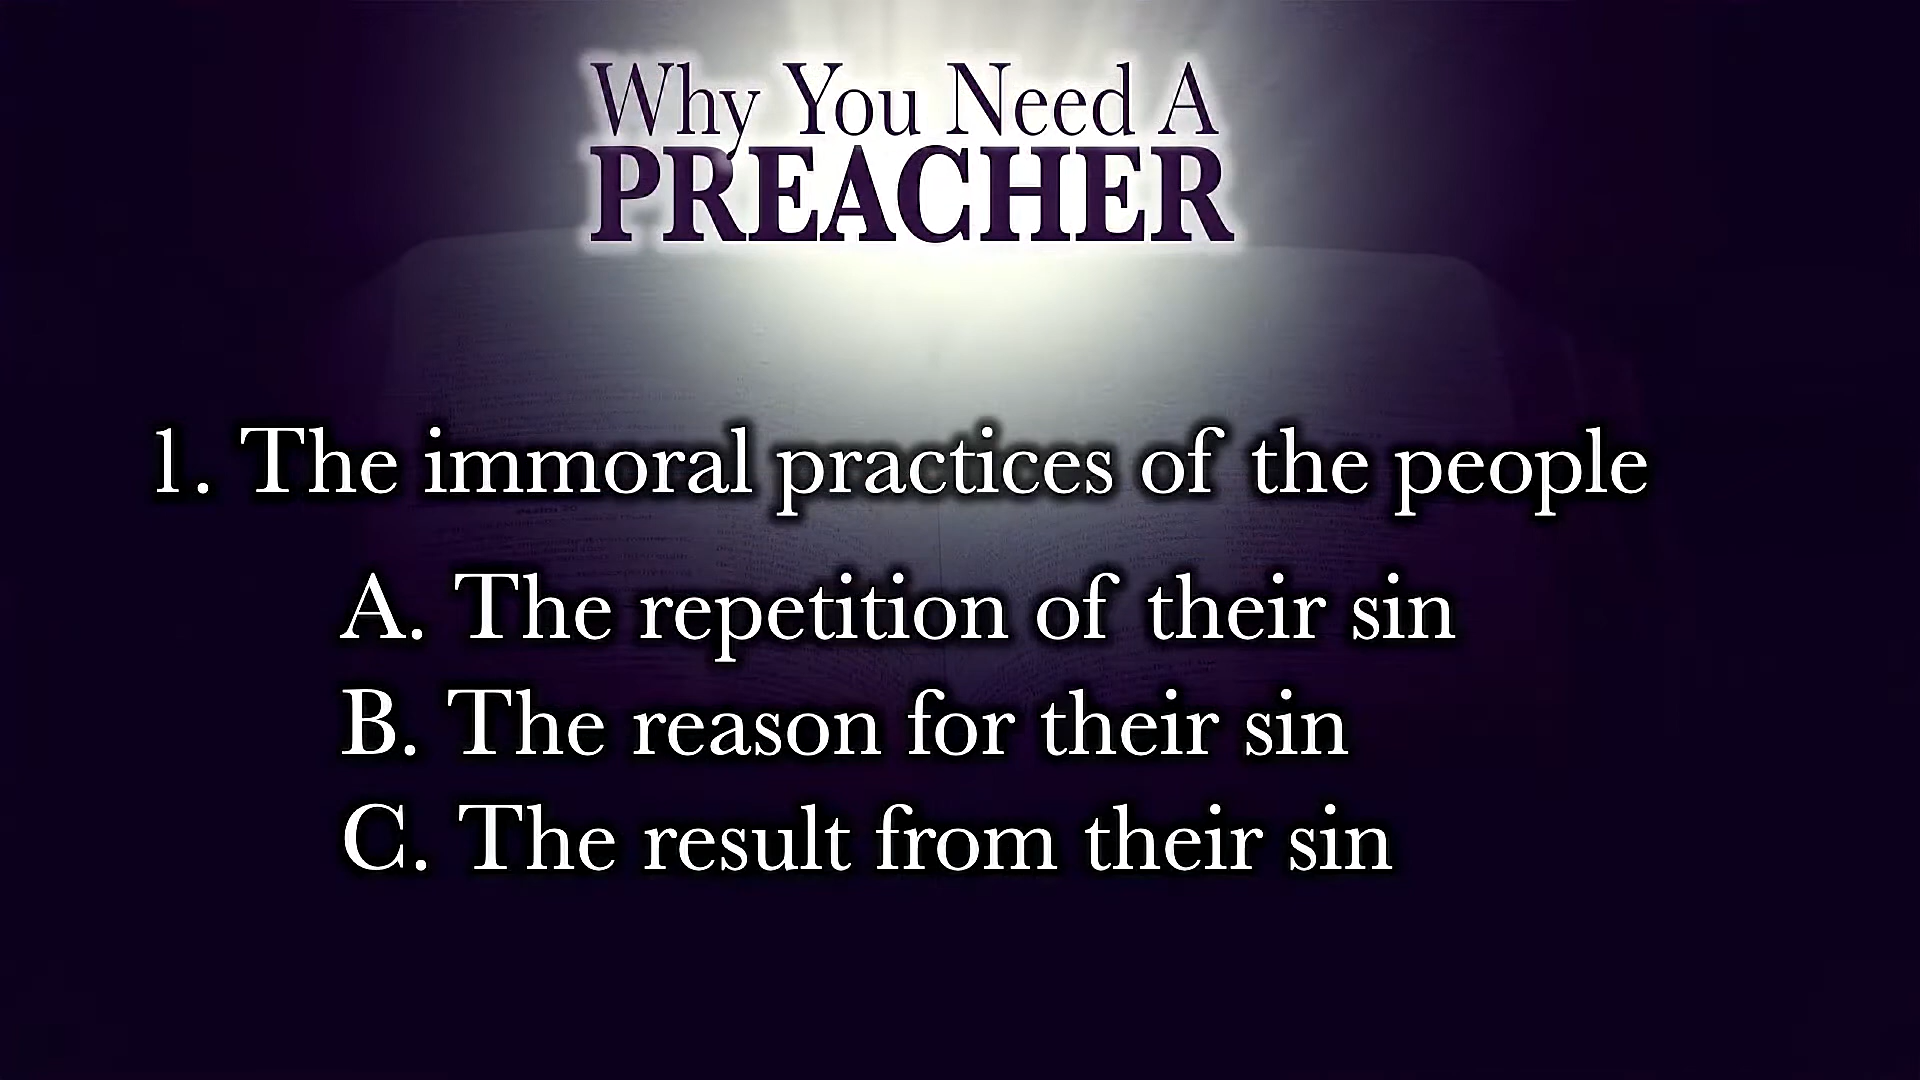 Why You Need A
PREACHER
1. The immoral practices of the people
A. The repetition of their sin
B. The reason for their sin
C. The result from their sin